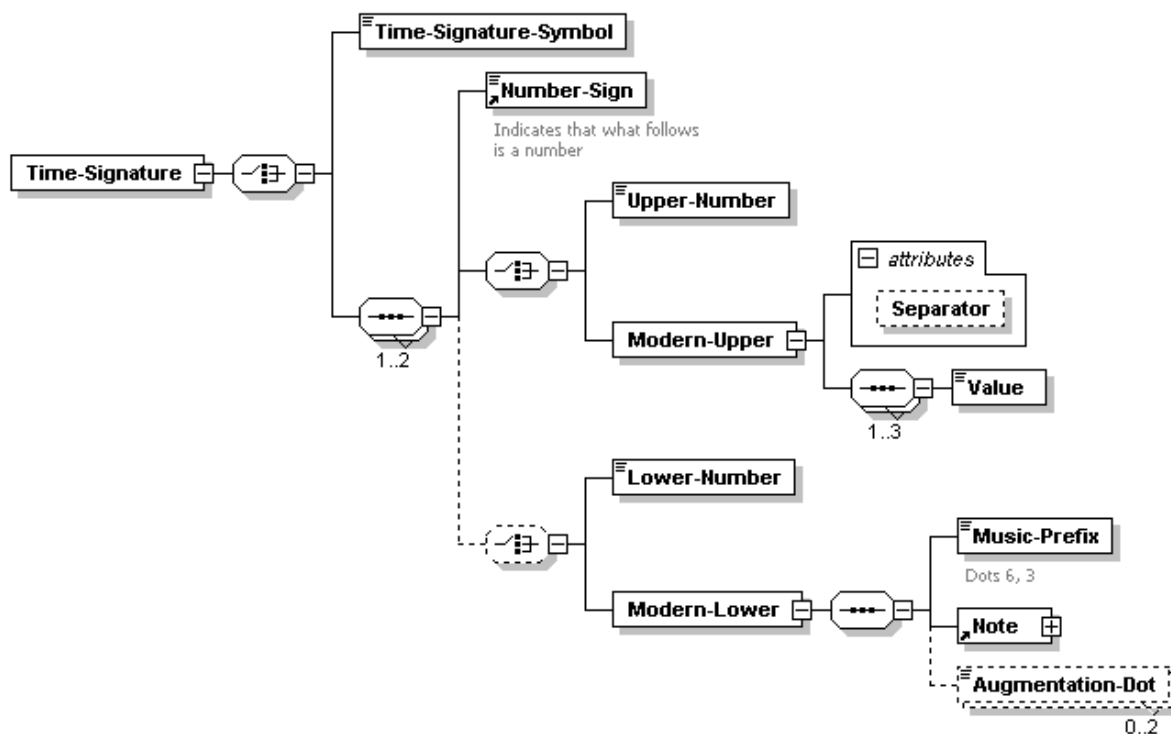 Time-Signature-Symbol
Number-Sign
Indicates that what follows
is a number
Time-Signature
Upper-Number
attributes
Separator
Modern-Upper
1..2
Value
1..3
Lower-Number
Music-Prefix
Dots 6, 3
Modern-Lower
Note
Augmentation-Dot
0..2